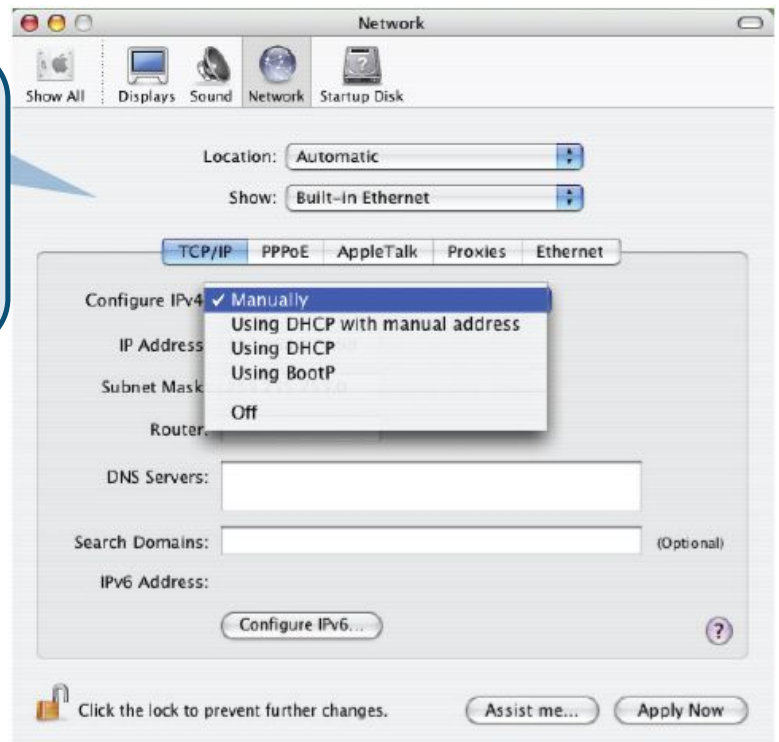 Network
Show All
Displays
Sound
Network
Startup Disk
Location: Automatic
Show: Built-in Ethernet
TCP/IP
PPPoE
AppleTalk
Proxies
Ethernet
Configure IPv4
✓ Manually
Using DHCP with manual address
Using DHCP
Using BootP
Off
IP Address
Subnet Mask
Router:
DNS Servers:
Search Domains:
(Optional)
IPv6 Address:
Configure IPv6...
?
Click the lock to prevent further changes.
Assist me...
Apply Now